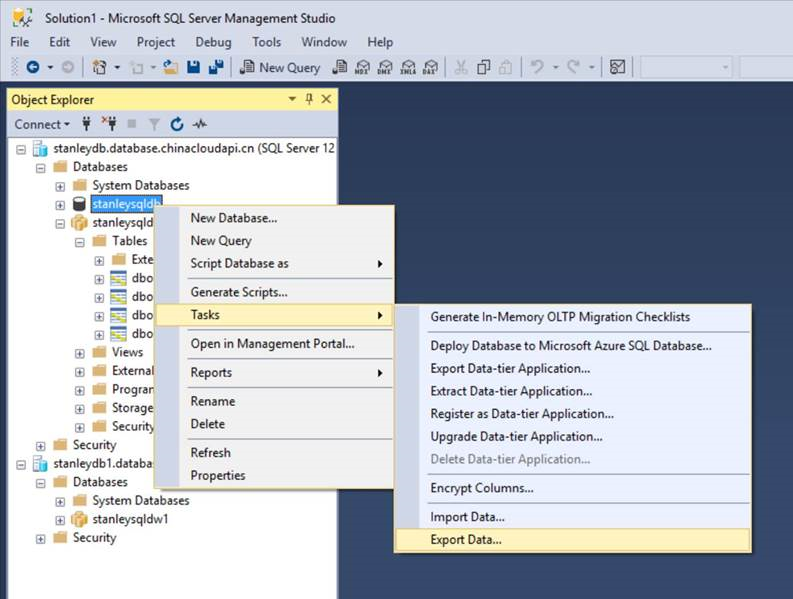 Solution1 - Microsoft SQL Server Management Studio
File Edit View Project Debug Tools Window Help
New Query MDX DMX XMLA DAX
Object Explorer
Connect
stanleydb.database.chinacloudapi.cn (SQL Server 12
Databases
System Databases
stanleysqldb
stanleysqld
Tables
Exte
dbo
dbo
dbo
dbo
Views
External
Program
Storage
Security
Security
stanleydb1.databas
Databases
System Databases
stanleysqldw1
Security
New Database...
New Query
Script Database as
Generate Scripts...
Tasks
Open in Management Portal...
Reports
Rename
Delete
Refresh
Properties
Generate In-Memory OLTP Migration Checklists
Deploy Database to Microsoft Azure SQL Database...
Export Data-tier Application...
Extract Data-tier Application...
Register as Data-tier Application...
Upgrade Data-tier Application...
Delete Data-tier Application...
Encrypt Columns...
Import Data...
Export Data...